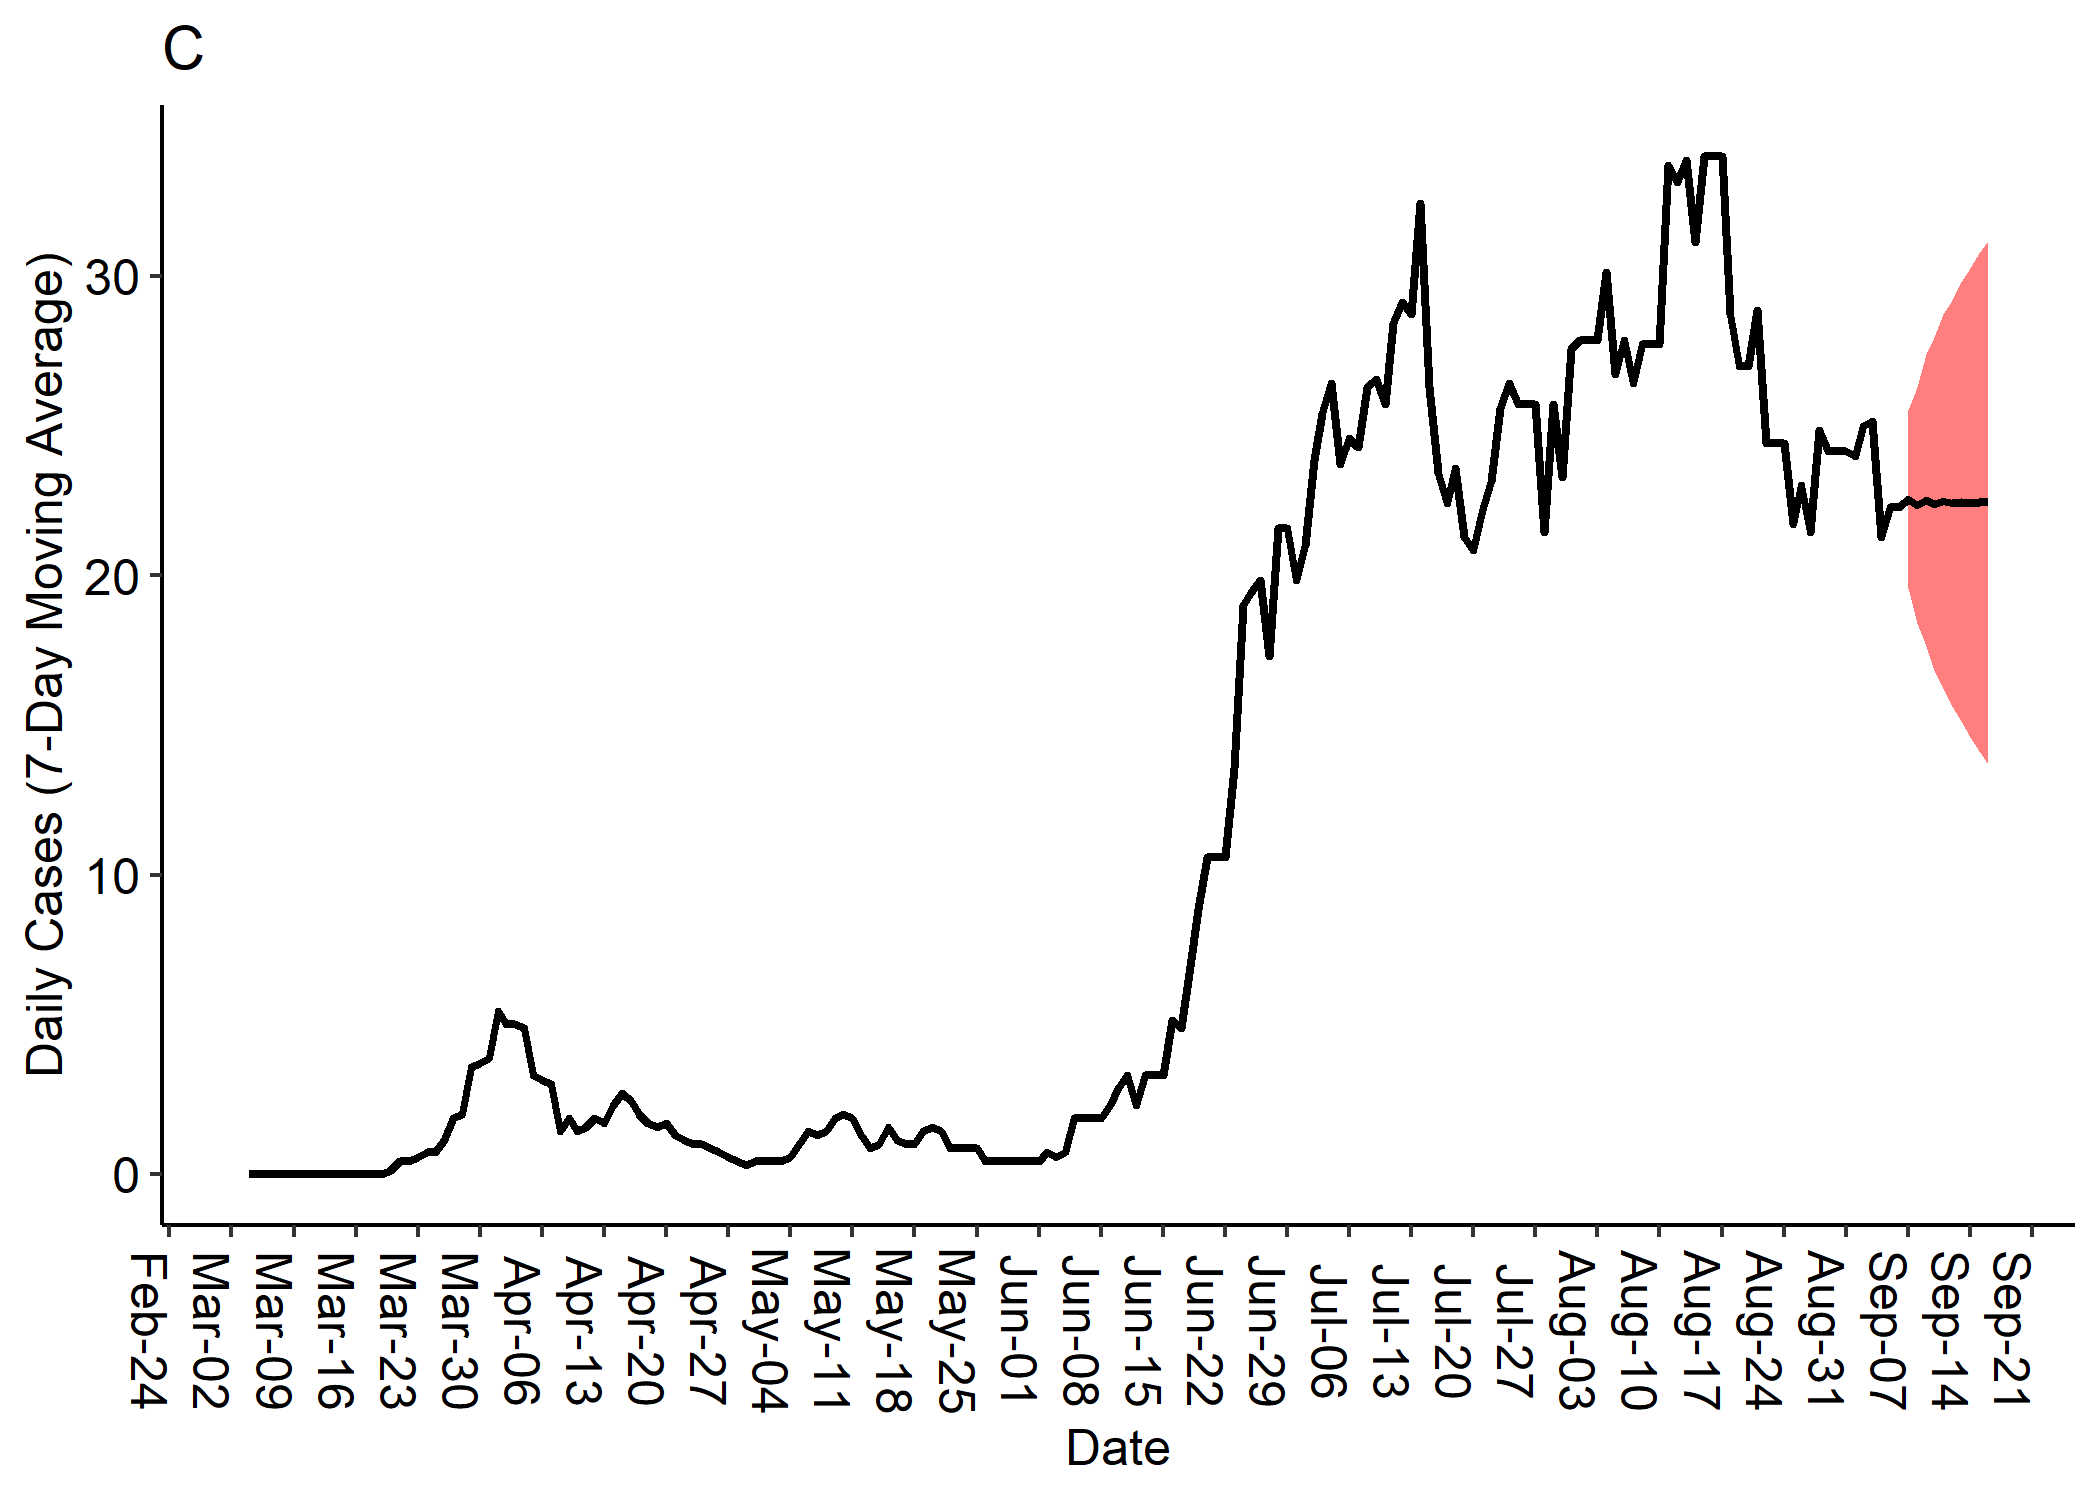 C
Daily Cases (7-Day Moving Average)
30
20
10
0
Feb-24
Mar-02
Mar-09
Mar-16
Mar-23
Mar-30
Apr-06
Apr-13
Apr-20
Apr-27
May-04
May-11
May-18
May-25
Jun-01
Jun-08
Jun-15
Jun-22
Jun-29
Jul-06
Jul-13
Jul-20
Jul-27
Aug-03
Aug-10
Aug-17
Aug-24
Aug-31
Sep-07
Sep-14
Sep-21
Date